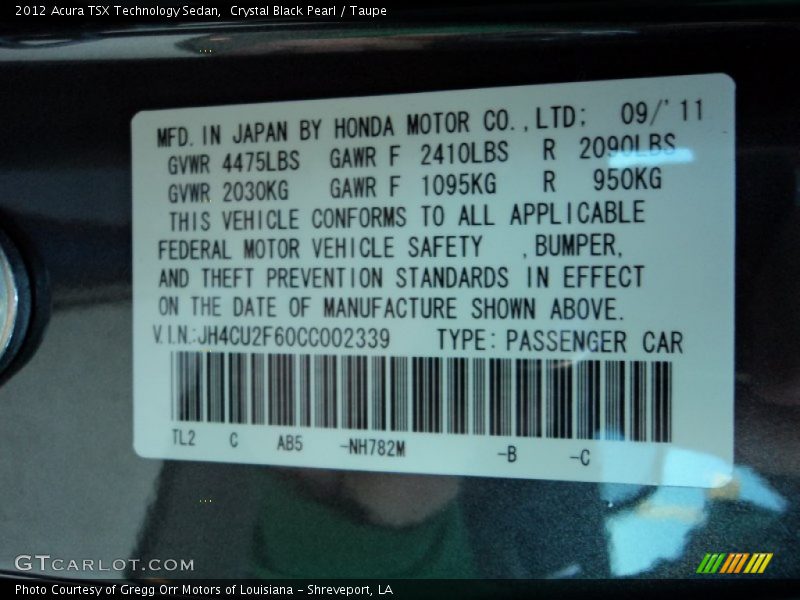 2012 Acura TSX Technology Sedan,  Crystal Black Pearl / Taupe
MFD. IN JAPAN BY HONDA MOTOR CO., LTD; 09/'11
GVWR 4475LBS GAWR F 2410LBS R 2090LBS
GVWR 2030KG GAWR F 1095KG R 950KG
THIS VEHICLE CONFORMS TO ALL APPLICABLE
FEDERAL MOTOR VEHICLE SAFETY , BUMPER,
AND THEFT PREVENTION STANDARDS IN EFFECT
ON THE DATE OF MANUFACTURE SHOWN ABOVE.
V.I.N.:JH4CU2F60CC002339 TYPE: PASSENGER CAR
TL2 C AB5 -NH782M -B -C
GTCARLOT.COM
Photo Courtesy of Gregg Orr Motors of Louisiana – Shreveport, LA